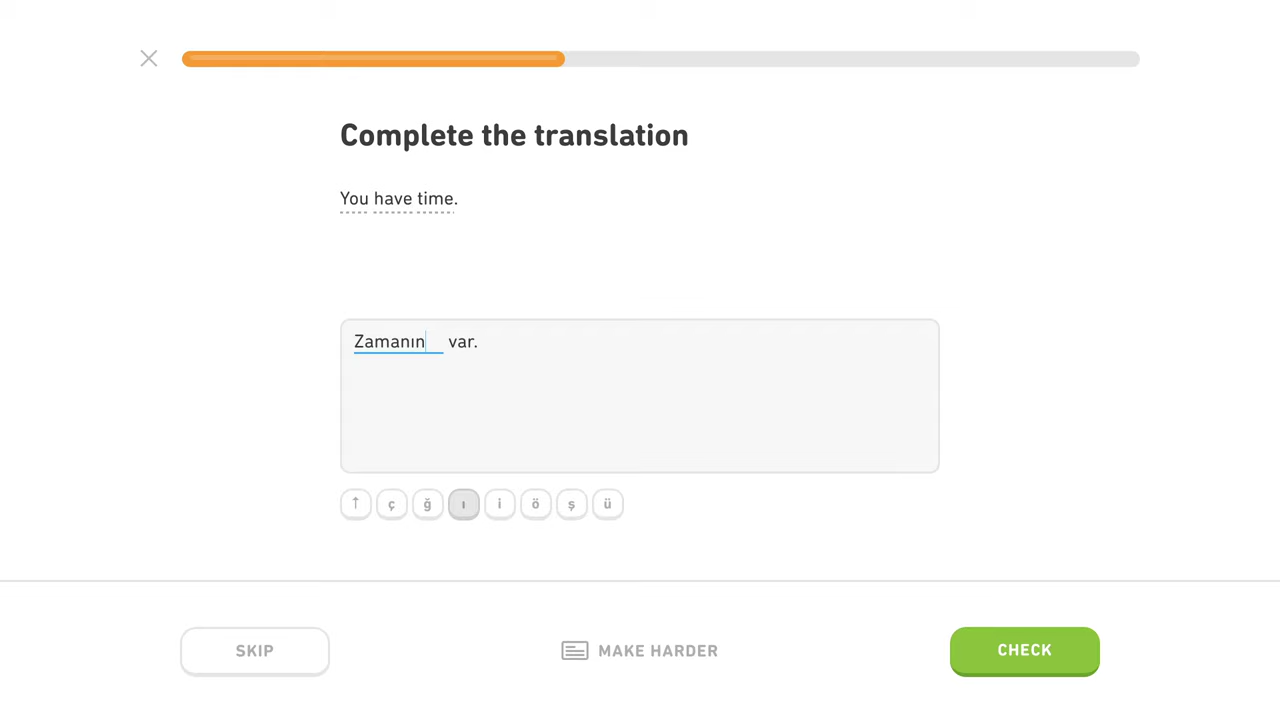 Complete the translation
You have time.
Zamanın var.
↑ ç ğ ı i ö ş ü
SKIP
MAKE HARDER
CHECK